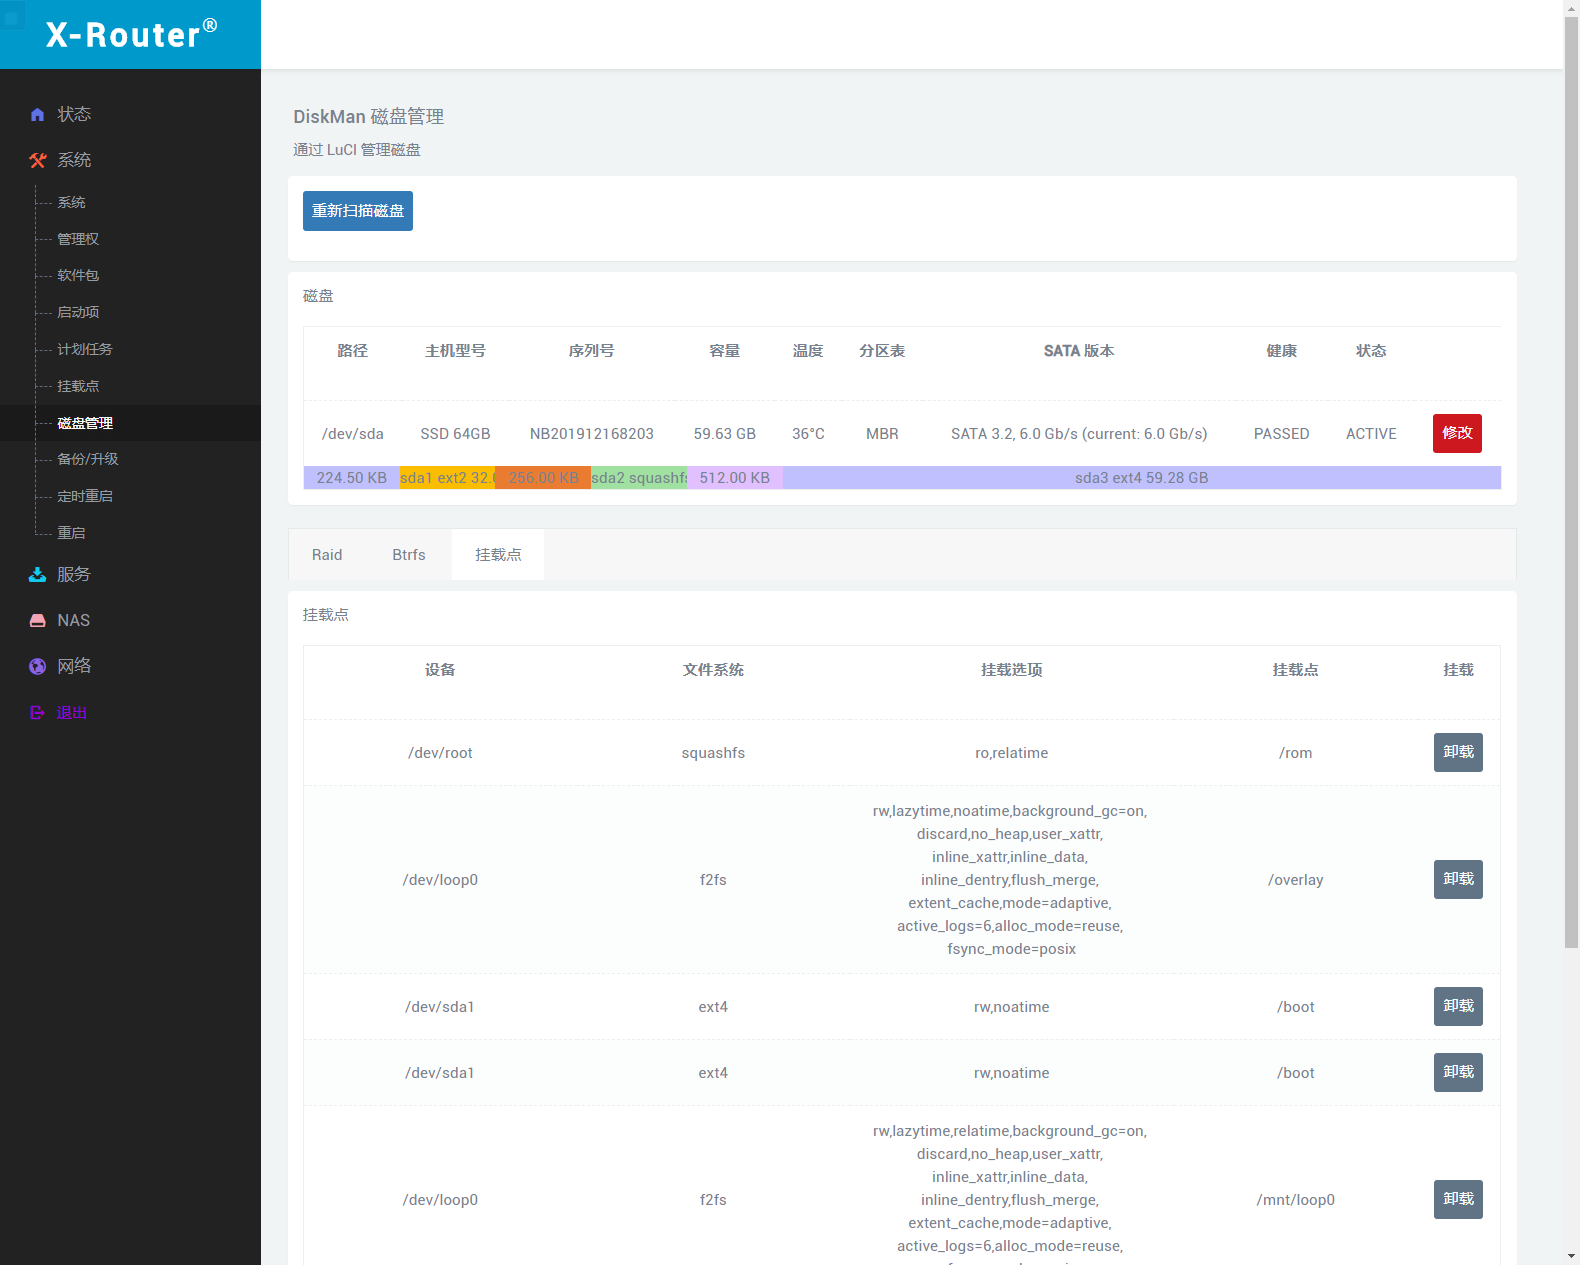 X-Router®
状态
系统
系统
管理权
软件包
启动项
计划任务
挂载点
磁盘管理
备份/升级
定时重启
重启
服务
NAS
网络
退出
DiskMan 磁盘管理
通过 LuCI 管理磁盘
重新扫描磁盘
磁盘
路径 主机型号 序列号 容量 温度 分区表 SATA 版本 健康 状态
/dev/sda SSD 64GB NB201912168203 59.63 GB 36°C MBR SATA 3.2, 6.0 Gb/s (current: 6.0 Gb/s) PASSED ACTIVE 修改
224.50 KB sda1 ext2 32. 256.00 KB sda2 squashfs 512.00 KB sda3 ext4 59.28 GB
Raid Btrfs 挂载点
挂载点
设备 文件系统 挂载选项 挂载点 挂载
/dev/root squashfs ro,relatime /rom 卸载
rw,lazytime,noatime,background_gc=on,
discard,no_heap,user_xattr,
inline_xattr,inline_data,
/dev/loop0 f2fs inline_dentry,flush_merge, /overlay 卸载
extent_cache,mode=adaptive,
active_logs=6,alloc_mode=reuse,
fsync_mode=posix
/dev/sda1 ext4 rw,noatime /boot 卸载
/dev/sda1 ext4 rw,noatime /boot 卸载
rw,lazytime,relatime,background_gc=on,
discard,no_heap,user_xattr,
inline_xattr,inline_data,
/dev/loop0 f2fs inline_dentry,flush_merge, /mnt/loop0 卸载
extent_cache,mode=adaptive,
active_logs=6,alloc_mode=reuse,